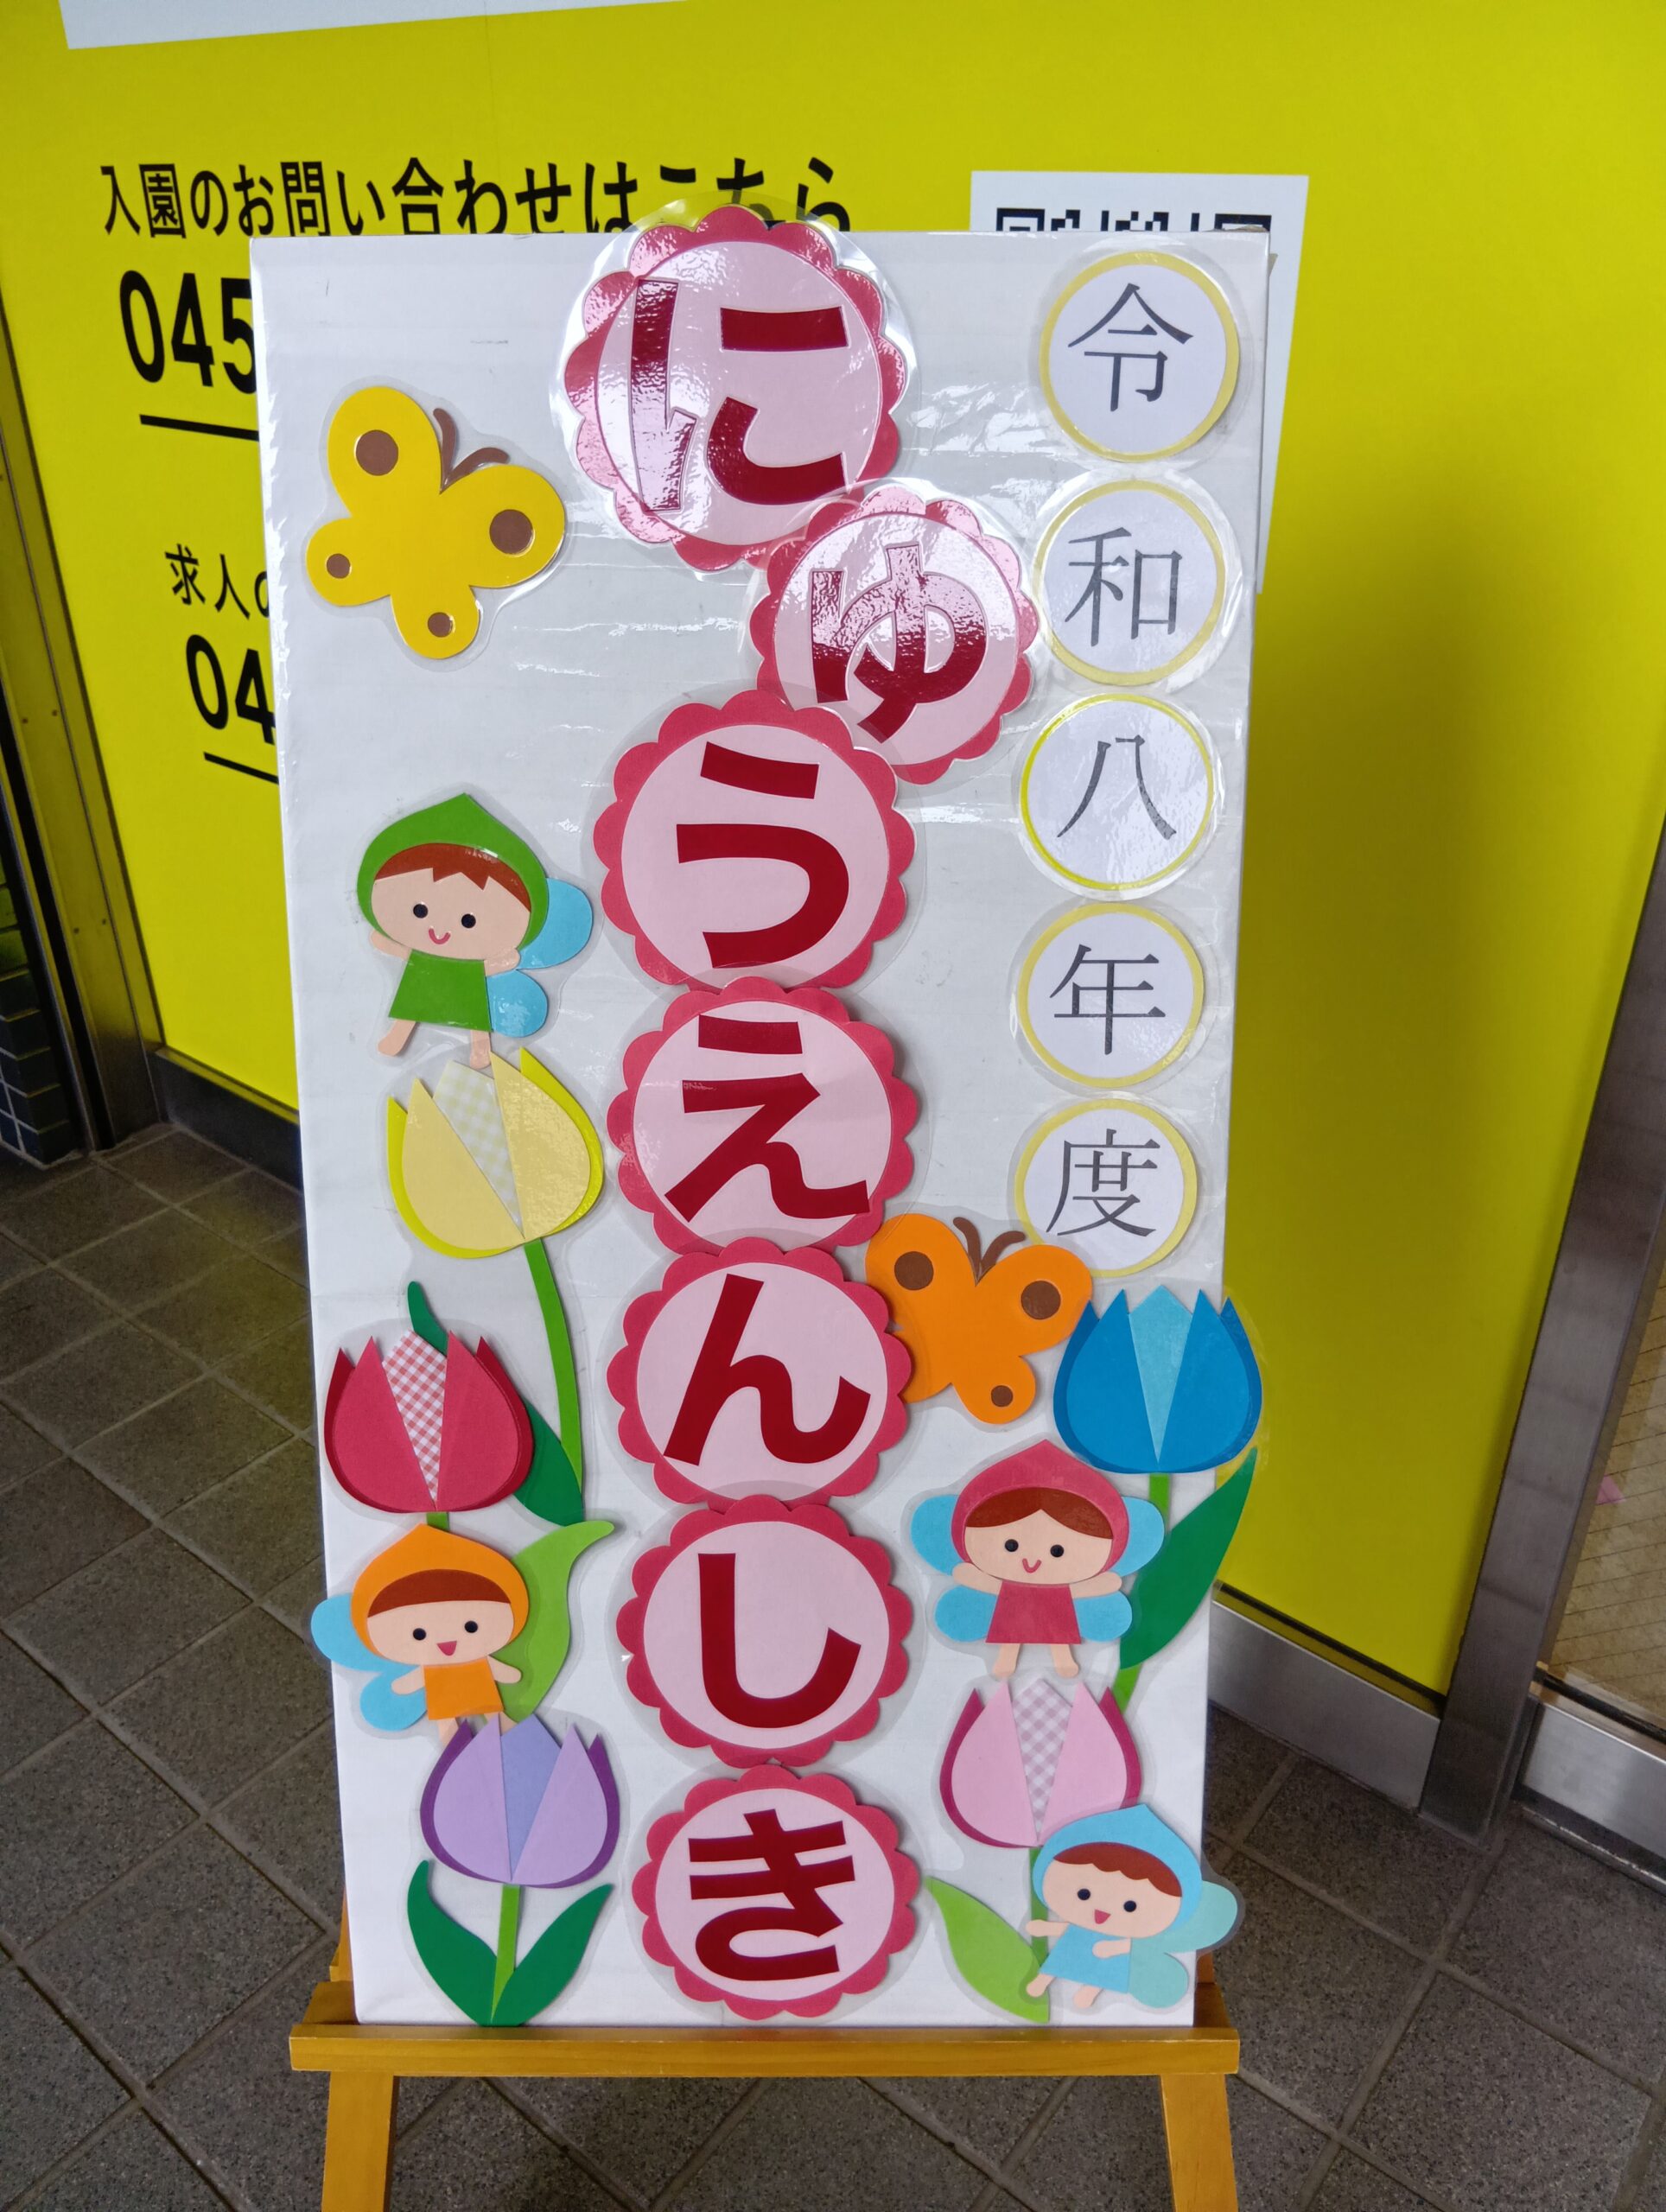 入園のお問い合わせはこちら
045
求人の
04
令和八年度
にゅうえんしき